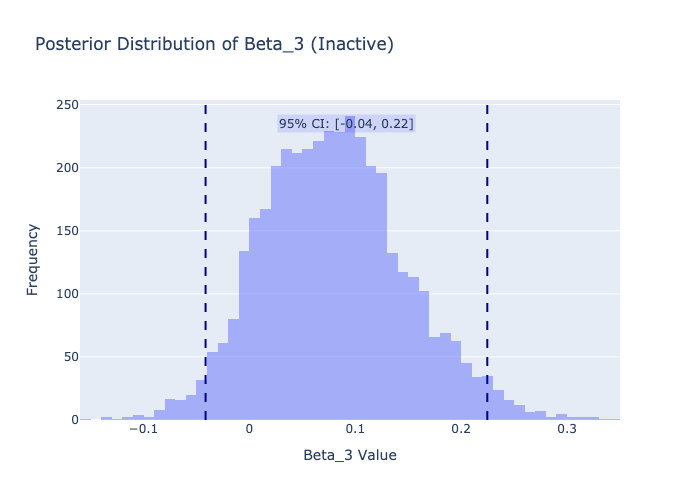 Posterior Distribution of Beta_3 (Inactive)
95% CI: [-0.04, 0.22]
250
200
150
100
50
0
Frequency
−0.1
0
0.1
0.2
0.3
Beta_3 Value